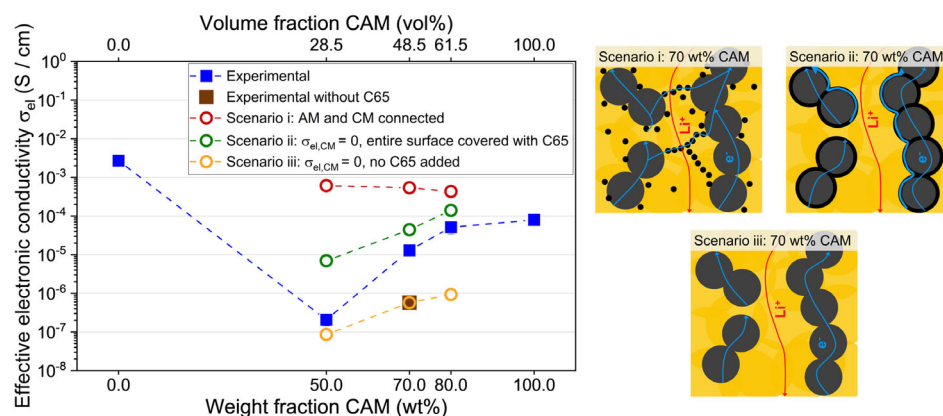 Volume fraction CAM (vol%)
0.0 28.5 48.5 61.5 100.0
Effective electronic conductivity σel (S / cm)
10⁰
10⁻¹
10⁻²
10⁻³
10⁻⁴
10⁻⁵
10⁻⁶
10⁻⁷
10⁻⁸
Experimental
Experimental without C65
Scenario i: AM and CM connected
Scenario ii: σel,CM = 0, entire surface covered with C65
Scenario iii: σel,CM = 0, no C65 added
0.0 50.0 70.0 80.0 100.0
Weight fraction CAM (wt%)
Scenario i: 70 wt% CAM
Li⁺
e⁻
Scenario ii: 70 wt% CAM
Li⁺
e⁻
Scenario iii: 70 wt% CAM
Li⁺
e⁻